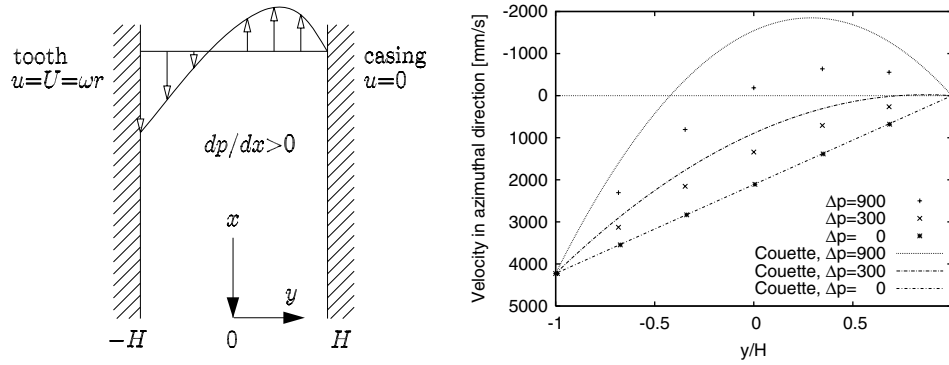 tooth
u=U=ωr
casing
u=0
dp/dx>0
x
y
−H
0
H
Velocity in azimuthal direction [mm/s]
-2000
-1000
0
1000
2000
3000
4000
5000
Δp=900
Δp=300
Δp= 0
Couette, Δp=900
Couette, Δp=300
Couette, Δp= 0
-1
-0.5
0
0.5
y/H